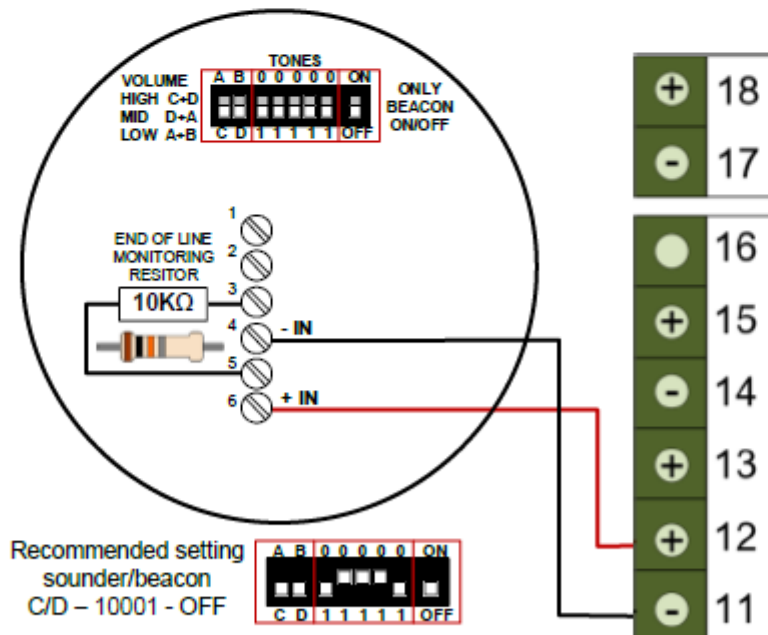 TONES
VOLUME
HIGH C+D
MID D+A
LOW A+B
A B 0 0 0 0 0 ON
C D 1 1 1 1 1 OFF
ONLY
BEACON
ON/OFF
END OF LINE
MONITORING
RESITOR
10KΩ
1
2
3
4
5
6
- IN
+ IN
+ 18
- 17
16
+ 15
- 14
+ 13
+ 12
- 11
Recommended setting
sounder/beacon
C/D – 10001 - OFF
A B 0 0 0 0 0 ON
C D 1 1 1 1 1 OFF